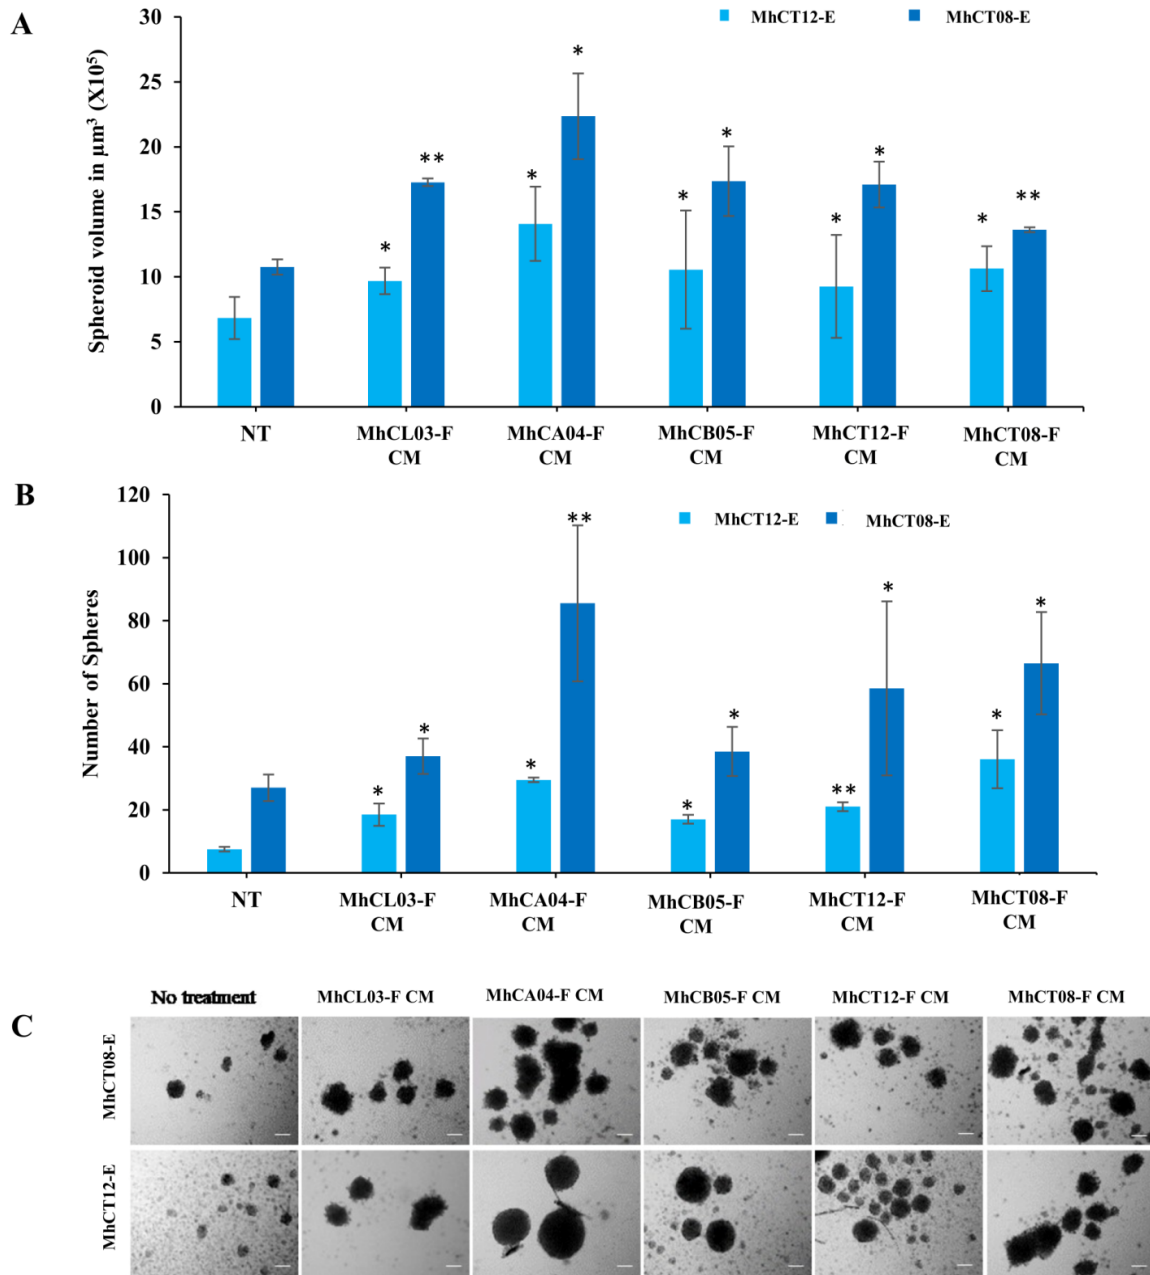 A
MhCT12-E
MhCT08-E
Spheroid volume in µm³ (X10⁵)
30
25
20
15
10
5
0
*
**
*
*
*
*
*
*
*
**
NT
MhCL03-F
CM
MhCA04-F
CM
MhCB05-F
CM
MhCT12-F
CM
MhCT08-F
CM
B
MhCT12-E
MhCT08-E
Number of Spheres
120
100
80
60
40
20
0
*
*
*
**
*
*
**
*
*
*
NT
MhCL03-F
CM
MhCA04-F
CM
MhCB05-F
CM
MhCT12-F
CM
MhCT08-F
CM
C
No treatment
MhCL03-F CM
MhCA04-F CM
MhCB05-F CM
MhCT12-F CM
MhCT08-F CM
MhCT08-E
MhCT12-E